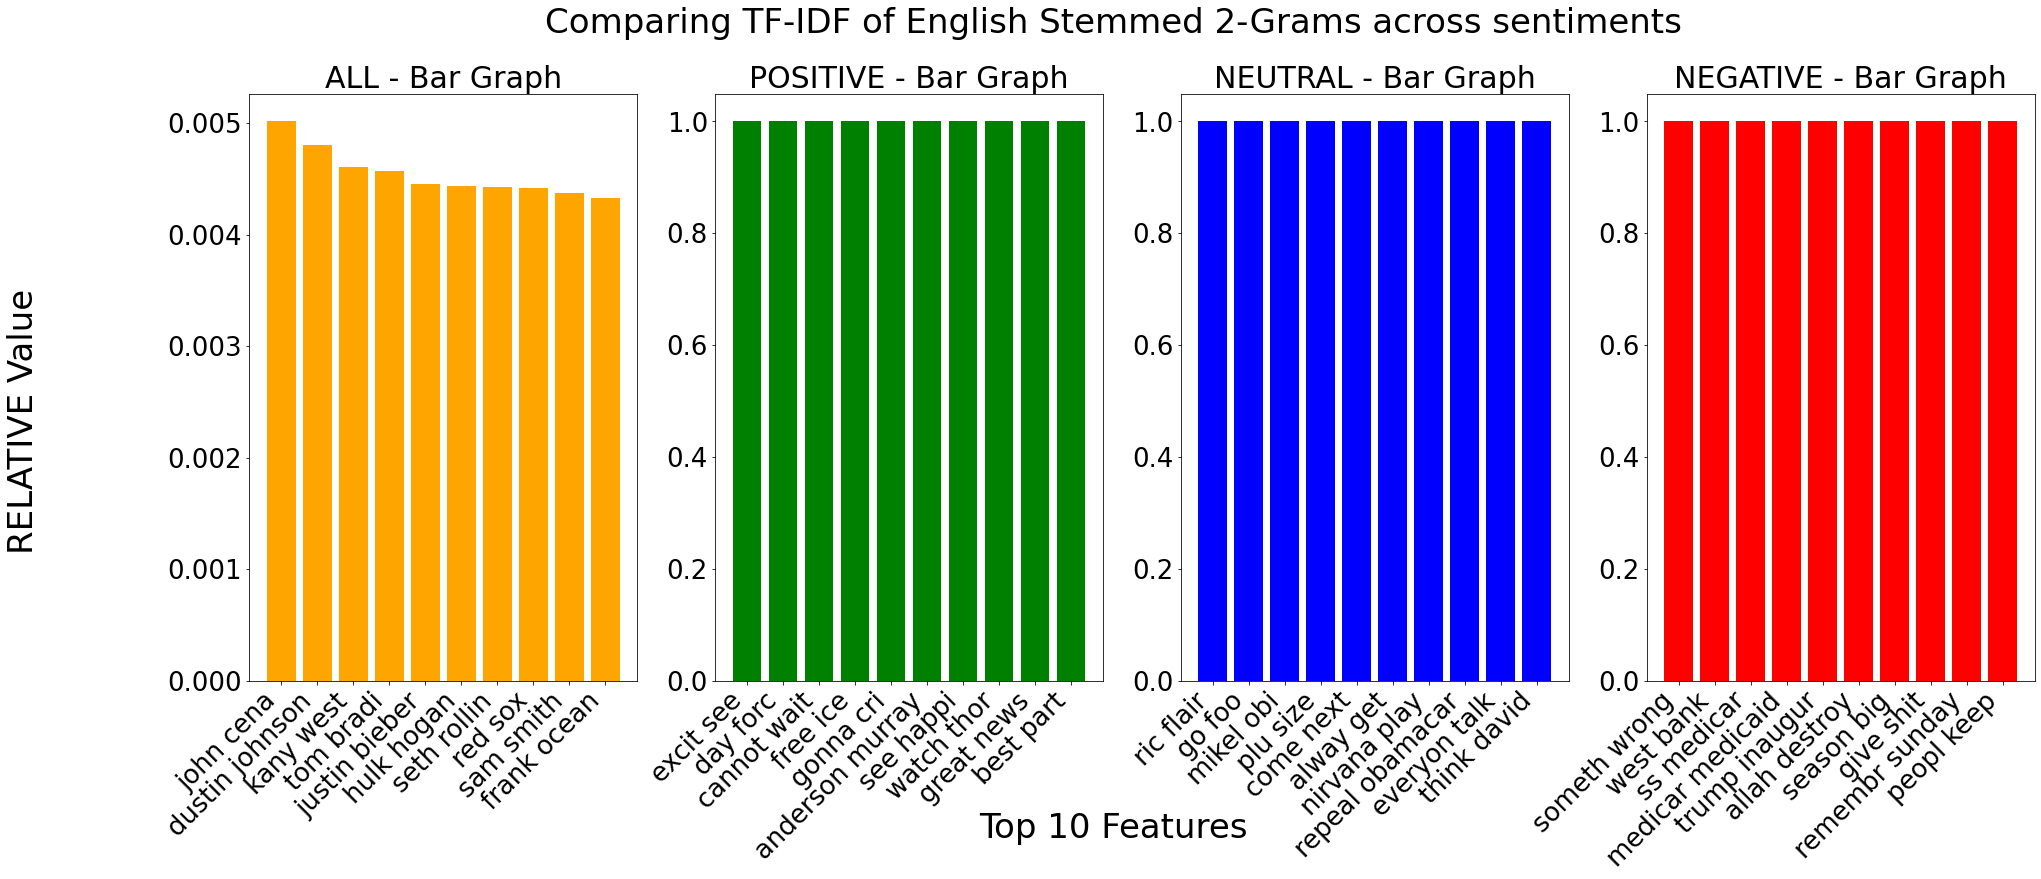 Comparing TF-IDF of English Stemmed 2-Grams across sentiments
RELATIVE Value
ALL - Bar Graph
0.005
0.004
0.003
0.002
0.001
0.000
john cena
dustin johnson
kany west
tom bradi
justin bieber
hulk hogan
seth rollin
red sox
sam smith
frank ocean
POSITIVE - Bar Graph
1.0
0.8
0.6
0.4
0.2
0.0
excit see
day forc
cannot wait
free ice
gonna cri
anderson murray
see happi
watch thor
great news
best part
NEUTRAL - Bar Graph
1.0
0.8
0.6
0.4
0.2
0.0
ric flair
go foo
mikel obi
plu size
come next
alway get
nirvana play
repeal obamacar
everyon talk
think david
NEGATIVE - Bar Graph
1.0
0.8
0.6
0.4
0.2
0.0
someth wrong
west bank
ss medicar
medicar medicaid
trump inaugur
allah destroy
season big
give shit
remembr sunday
peopl keep
Top 10 Features